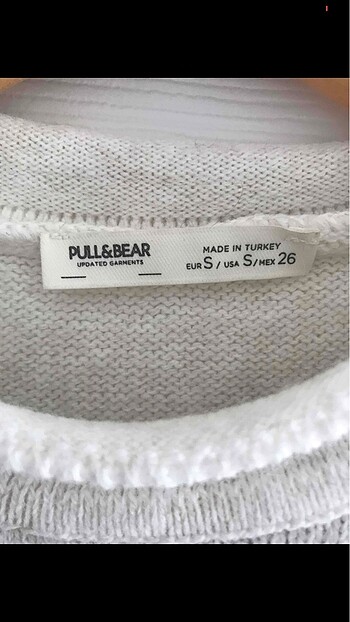 PULL&BEAR
UPDATED GARMENTS
MADE IN TURKEY
EUR S / USA S / MEX 26